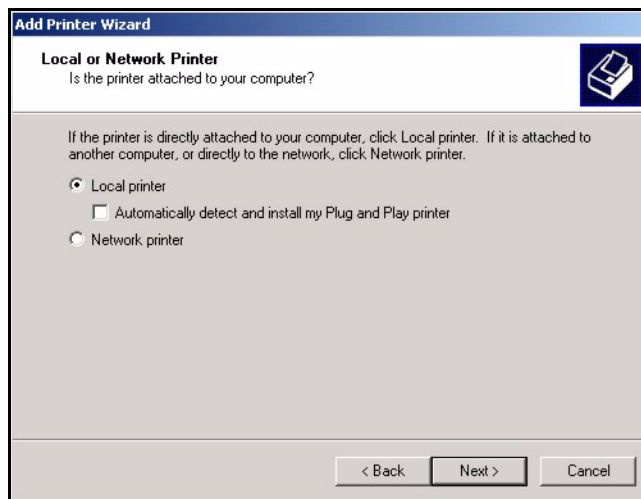 Add Printer Wizard
Local or Network Printer
Is the printer attached to your computer?
If the printer is directly attached to your computer, click Local printer. If it is attached to
another computer, or directly to the network, click Network printer.
Local printer
Automatically detect and install my Plug and Play printer
Network printer
< Back Next > Cancel